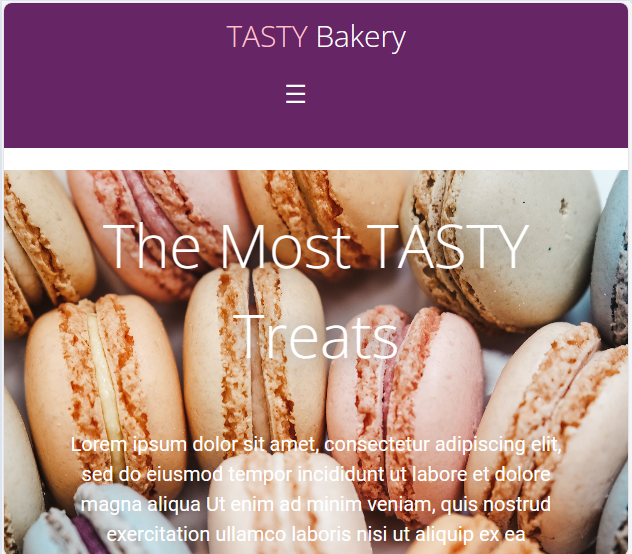 TASTY Bakery
☰
The Most TASTY
Treats
Lorem ipsum dolor sit amet, consectetur adipiscing elit,
sed do eiusmod tempor incididunt ut labore et dolore
magna aliqua Ut enim ad minim veniam, quis nostrud
exercitation ullamco laboris nisi ut aliquip ex ea